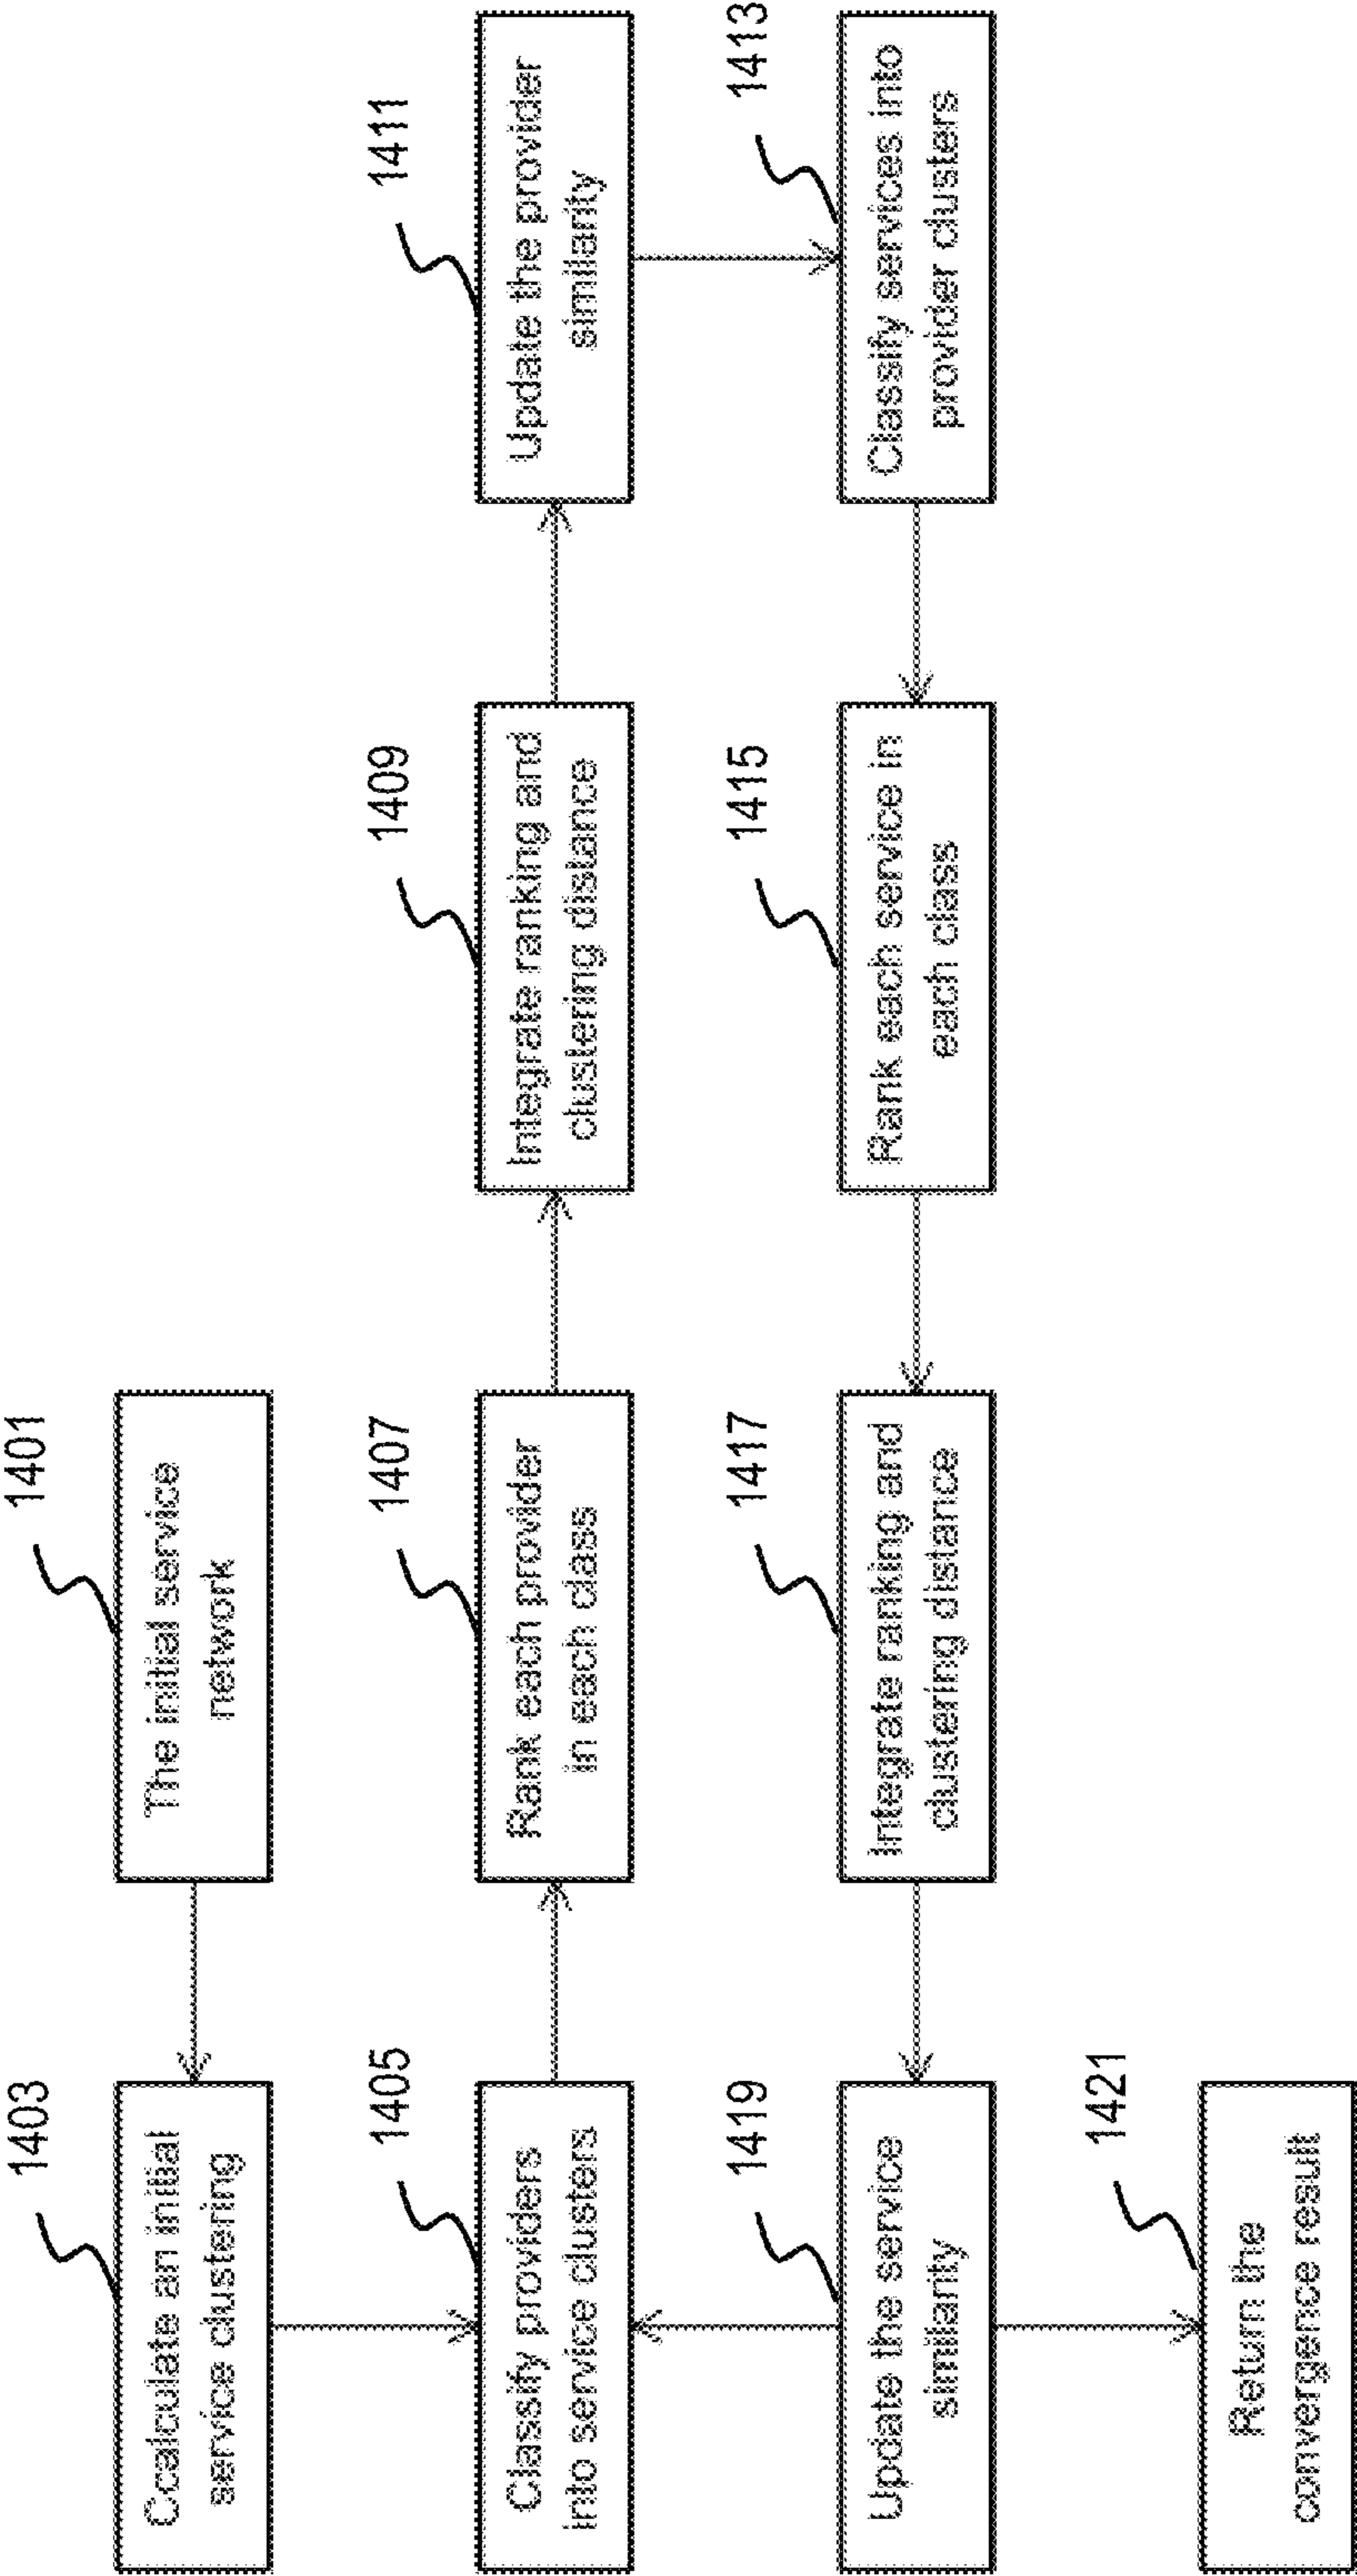 1401
The initial service
network
1403
Ccalculate an initial
service clustering
1405
Classify providers
into service clusters
1407
Rank each provider
in each class
1409
Integrate ranking and
clustering distance
1411
Update the provider
similarity
1413
Classify services into
provider clusters
1415
Rank each service in
each class
1417
Integrate ranking and
clustering distance
1419
Update the service
similarity
1421
Return the
convergence result